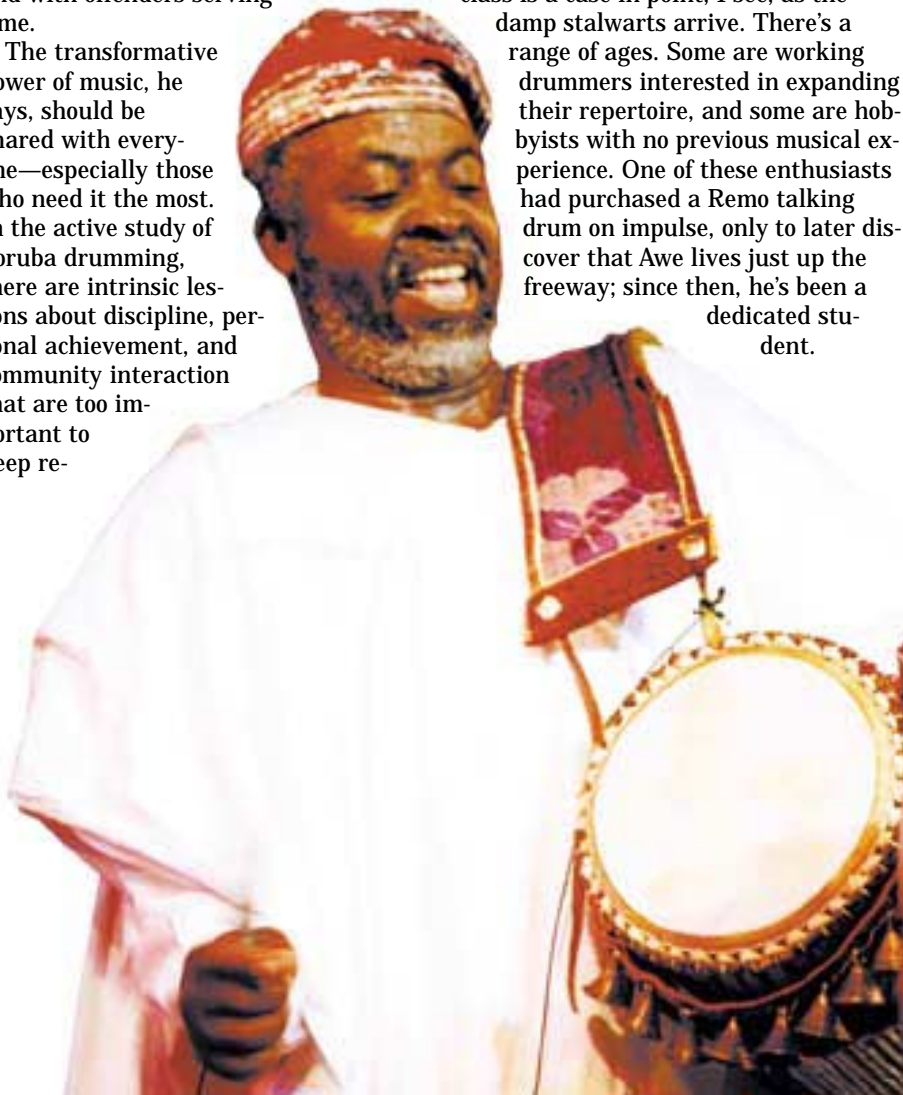 nd with offenders serving
me.
The transformative
ower of music, he
ays, should be
hared with every-
ne—especially those
ho need it the most.
n the active study of
oruba drumming,
here are intrinsic les-
ons about discipline, per-
onal achievement, and
ommunity interaction
hat are too im-
ortant to
eep re-
class is a case in point, I see, as the
damp stalwarts arrive. There's a
range of ages. Some are working
drummers interested in expanding
their repertoire, and some are hob-
byists with no previous musical ex-
perience. One of these enthusiasts
had purchased a Remo talking
drum on impulse, only to later dis-
cover that Awe lives just up the
freeway; since then, he's been a
dedicated stu-
dent.